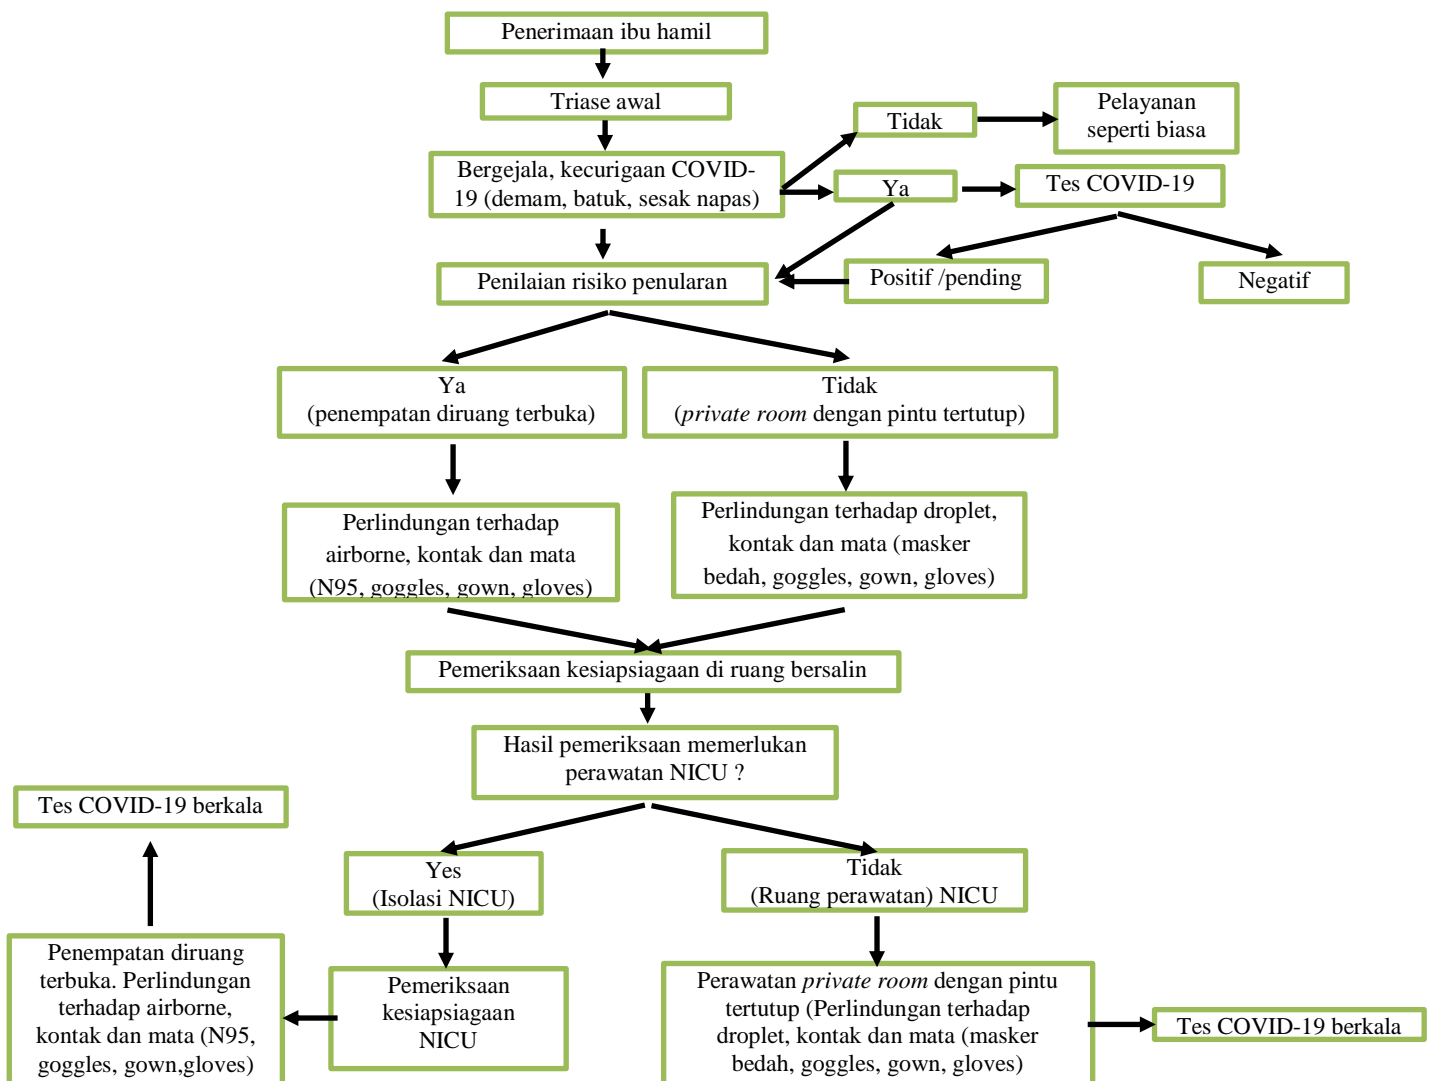 Penerimaan ibu hamil
Triase awal
Tidak
Pelayanan
seperti biasa
Bergejala, kecurigaan COVID-
19 (demam, batuk, sesak napas)
Ya
Tes COVID-19
Penilaian risiko penularan
Positif /pending
Negatif
Ya
(penempatan diruang terbuka)
Tidak
(private room dengan pintu tertutup)
Perlindungan terhadap
airborne, kontak dan mata
(N95, goggles, gown, gloves)
Perlindungan terhadap droplet,
kontak dan mata (masker
bedah, goggles, gown, gloves)
Pemeriksaan kesiapsiagaan di ruang bersalin
Hasil pemeriksaan memerlukan
perawatan NICU ?
Tes COVID-19 berkala
Yes
(Isolasi NICU)
Tidak
(Ruang perawatan) NICU
Penempatan diruang
terbuka. Perlindungan
terhadap airborne,
kontak dan mata (N95,
goggles, gown,gloves)
Pemeriksaan
kesiapsiagaan
NICU
Perawatan private room dengan pintu
tertutup (Perlindungan terhadap
droplet, kontak dan mata (masker
bedah, goggles, gown, gloves)
Tes COVID-19 berkala